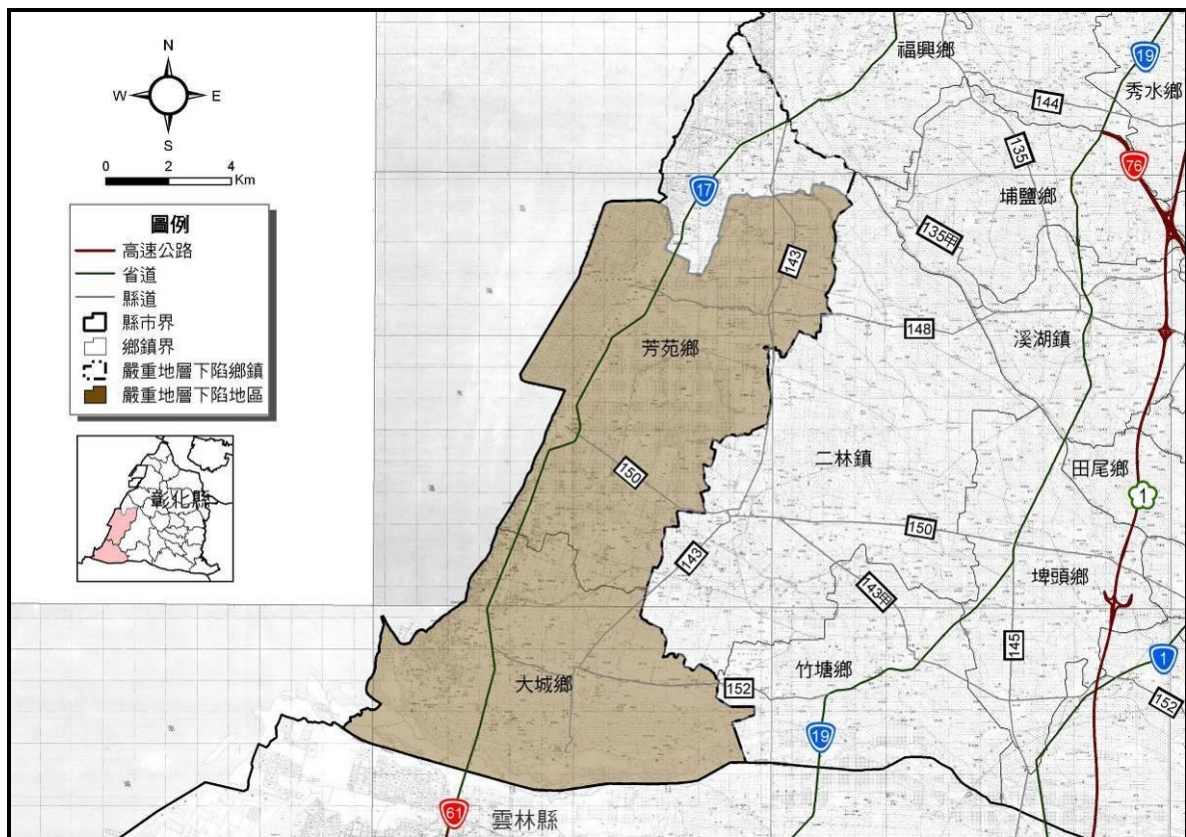 N
W
E
S
0
2
4
Km
圖例
高速公路
省道
縣道
縣市界
鄉鎮界
嚴重地層下陷鄉鎮
嚴重地層下陷地區
彰化縣
福興鄉
19
秀水鄉
144
135
76
17
埔鹽鄉
135甲
143
148
芳苑鄉
溪湖鎮
二林鎮
田尾鄉
150
1
150
143
埤頭鄉
143甲
145
1
大城鄉
竹塘鄉
152
152
19
61
雲林縣